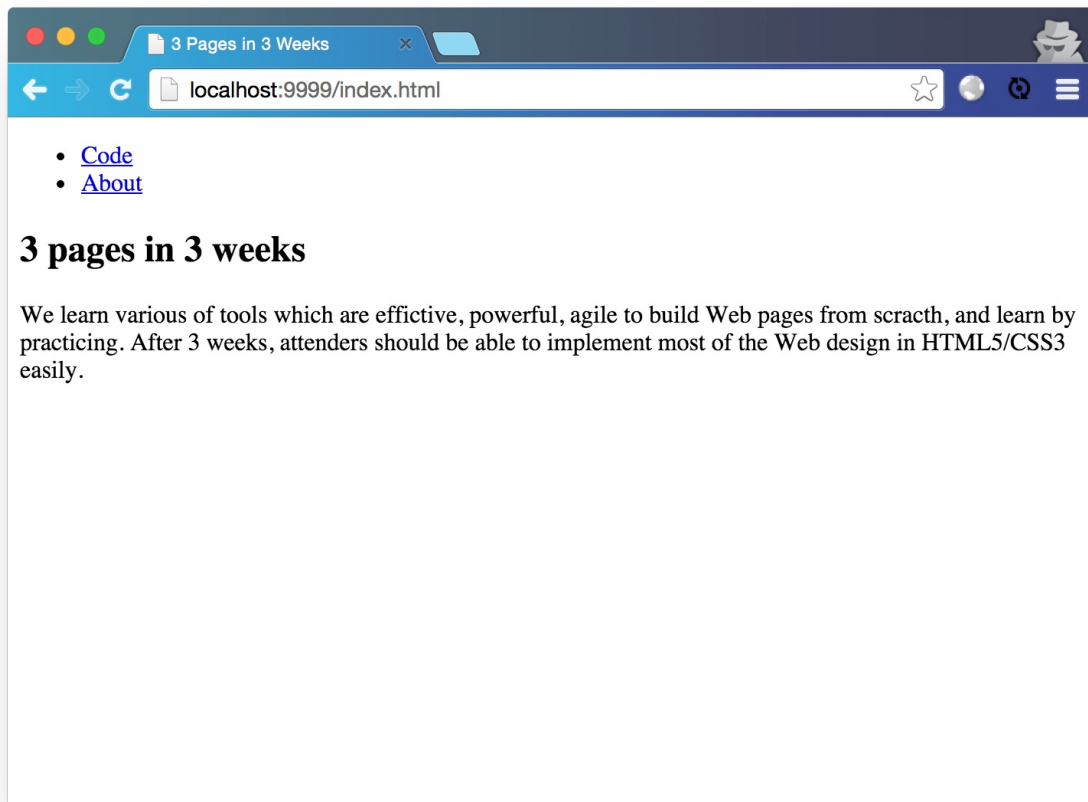 3 Pages in 3 Weeks
localhost:9999/index.html
Code
About
3 pages in 3 weeks
We learn various of tools which are effictive, powerful, agile to build Web pages from scracth, and learn by
practicing. After 3 weeks, attenders should be able to implement most of the Web design in HTML5/CSS3
easily.